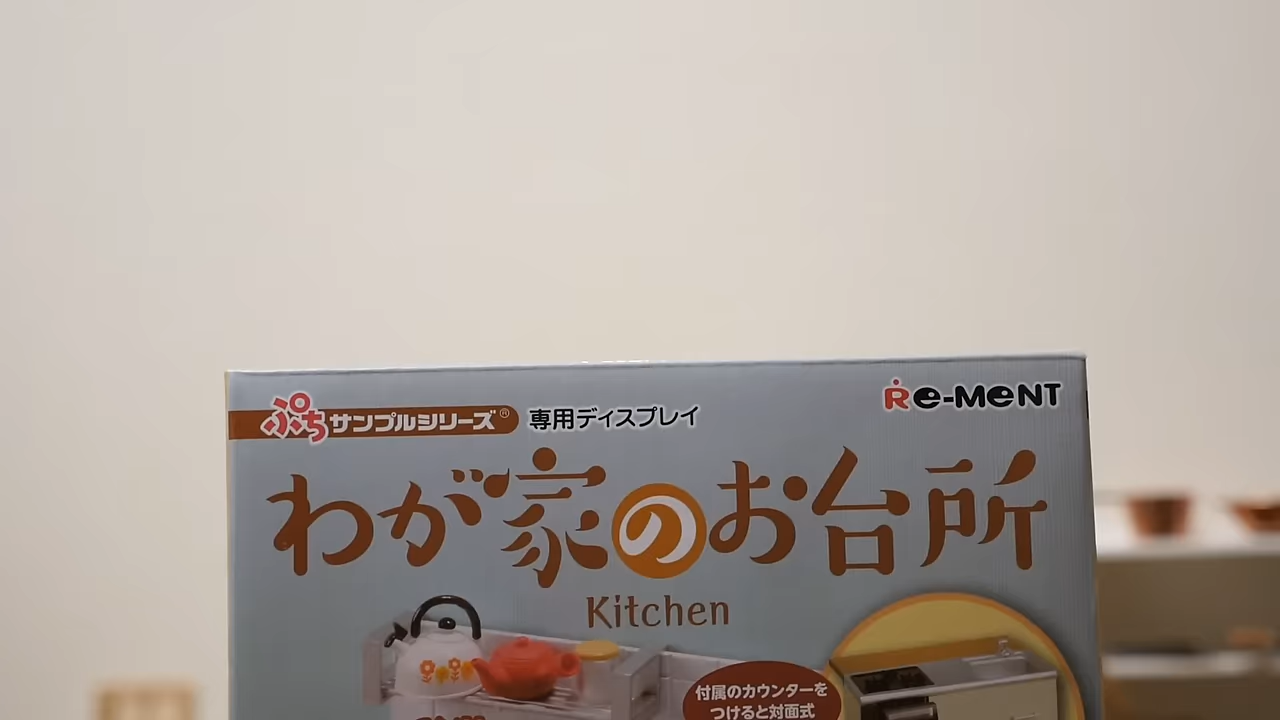 ぷちサンプルシリーズ® 専用ディスプレイ
Re-MeNT
わが家のお台所
Kitchen
付属のカウンターを
つけると対面式